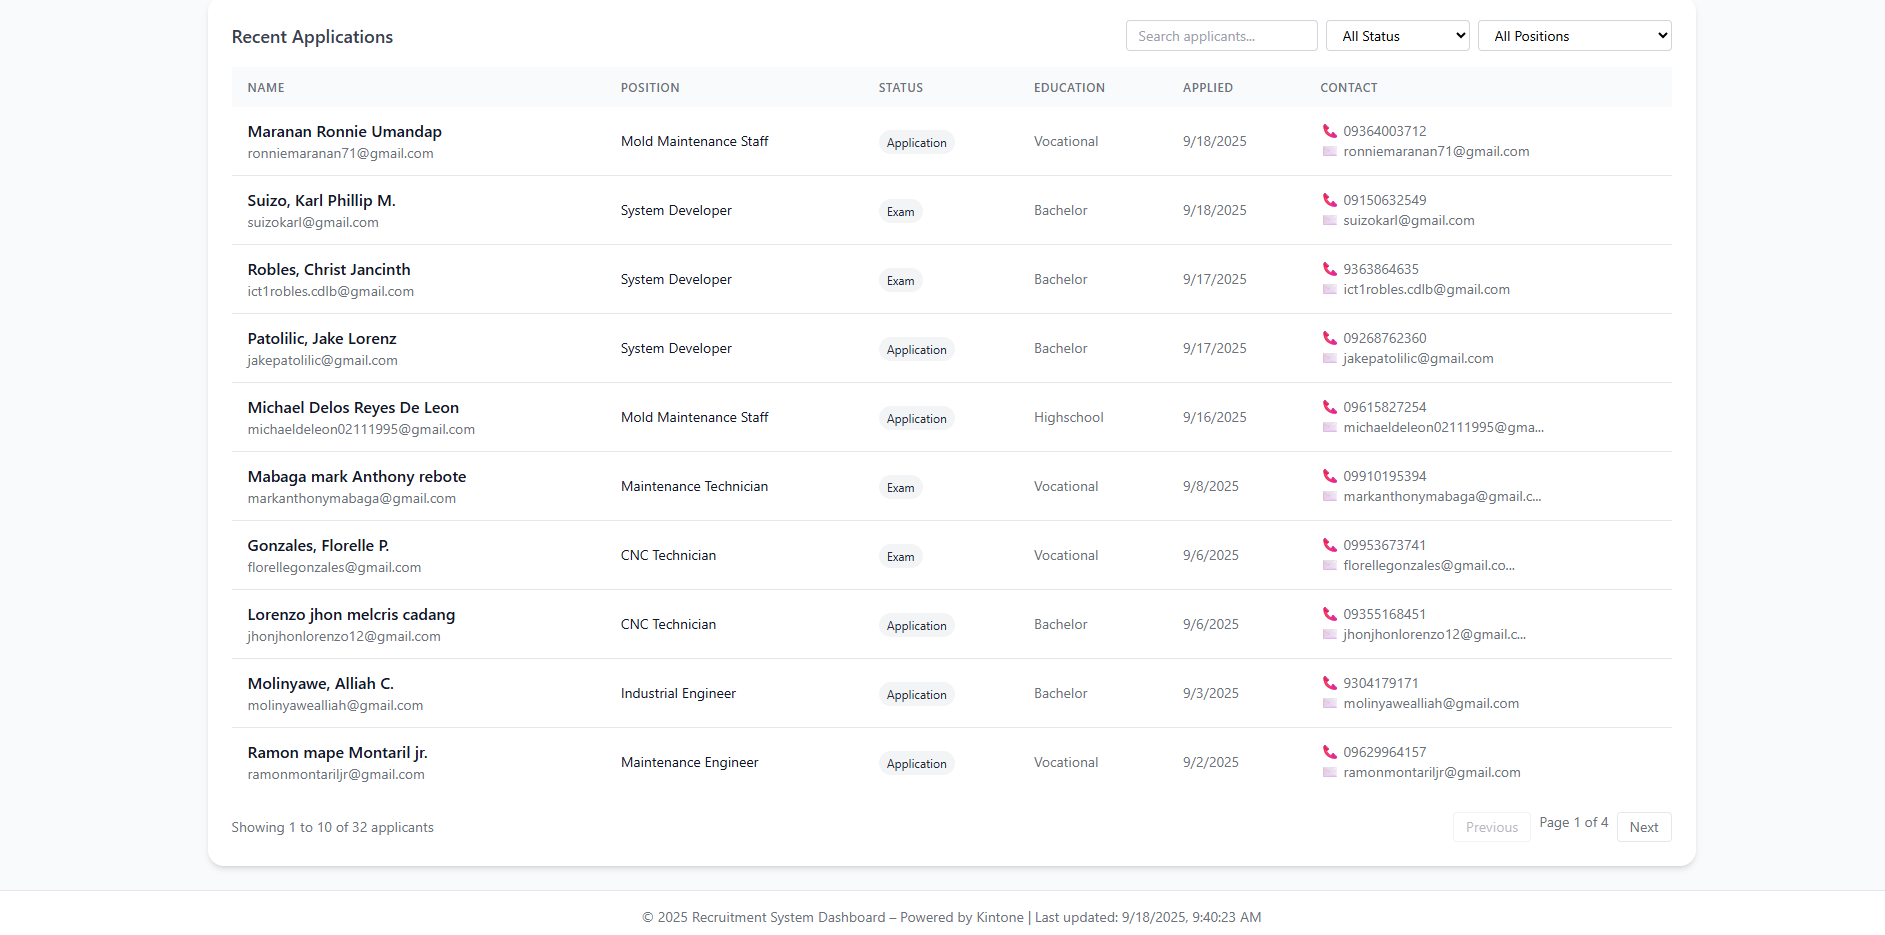 Recent Applications
Search applicants...
All Status
All Positions
NAME POSITION STATUS EDUCATION APPLIED CONTACT
Maranan Ronnie Umandap
ronniemaranan71@gmail.com
Mold Maintenance Staff
Application
Vocational
9/18/2025
09364003712
ronniemaranan71@gmail.com
Suizo, Karl Phillip M.
suizokarl@gmail.com
System Developer
Exam
Bachelor
9/18/2025
09150632549
suizokarl@gmail.com
Robles, Christ Jancinth
ict1robles.cdlb@gmail.com
System Developer
Exam
Bachelor
9/17/2025
9363864635
ict1robles.cdlb@gmail.com
Patolilic, Jake Lorenz
jakepatolilic@gmail.com
System Developer
Application
Bachelor
9/17/2025
09268762360
jakepatolilic@gmail.com
Michael Delos Reyes De Leon
michaeldeleon02111995@gmail.com
Mold Maintenance Staff
Application
Highschool
9/16/2025
09615827254
michaeldeleon02111995@gma...
Mabaga mark Anthony rebote
markanthonymabaga@gmail.com
Maintenance Technician
Exam
Vocational
9/8/2025
09910195394
markanthonymabaga@gmail.c...
Gonzales, Florelle P.
florellegonzales@gmail.com
CNC Technician
Exam
Vocational
9/6/2025
09953673741
florellegonzales@gmail.co...
Lorenzo jhon melcris cadang
jhonjhonlorenzo12@gmail.com
CNC Technician
Application
Bachelor
9/6/2025
09355168451
jhonjhonlorenzo12@gmail.c...
Molinyawe, Alliah C.
molinyawealliah@gmail.com
Industrial Engineer
Application
Bachelor
9/3/2025
9304179171
molinyawealliah@gmail.com
Ramon mape Montaril jr.
ramonmontariljr@gmail.com
Maintenance Engineer
Application
Vocational
9/2/2025
09629964157
ramonmontariljr@gmail.com
Showing 1 to 10 of 32 applicants
Previous
Page 1 of 4
Next
© 2025 Recruitment System Dashboard – Powered by Kintone | Last updated: 9/18/2025, 9:40:23 AM